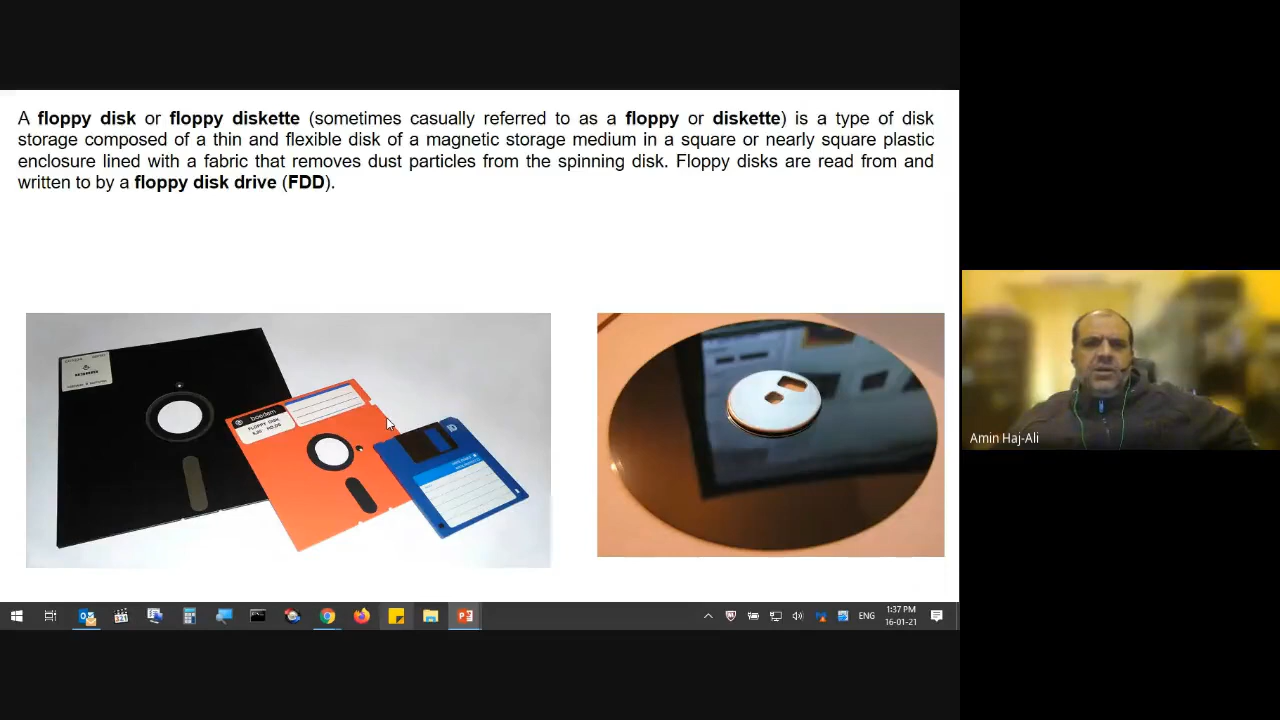 A floppy disk or floppy diskette (sometimes casually referred to as a floppy or diskette) is a type of disk
storage composed of a thin and flexible disk of a magnetic storage medium in a square or nearly square plastic
enclosure lined with a fabric that removes dust particles from the spinning disk. Floppy disks are read from and
written to by a floppy disk drive (FDD).
boeder
FLOPPY DISK
Amin Haj-Ali
ENG
1:37 PM
16-01-21